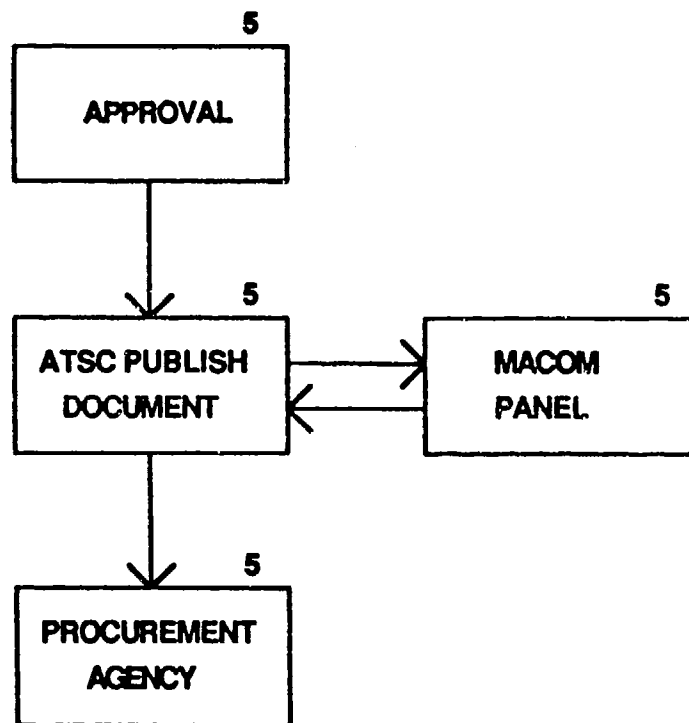 5
APPROVAL
5
ATSC PUBLISH
DOCUMENT
5
MACOM
PANEL
5
PROCUREMENT
AGENCY